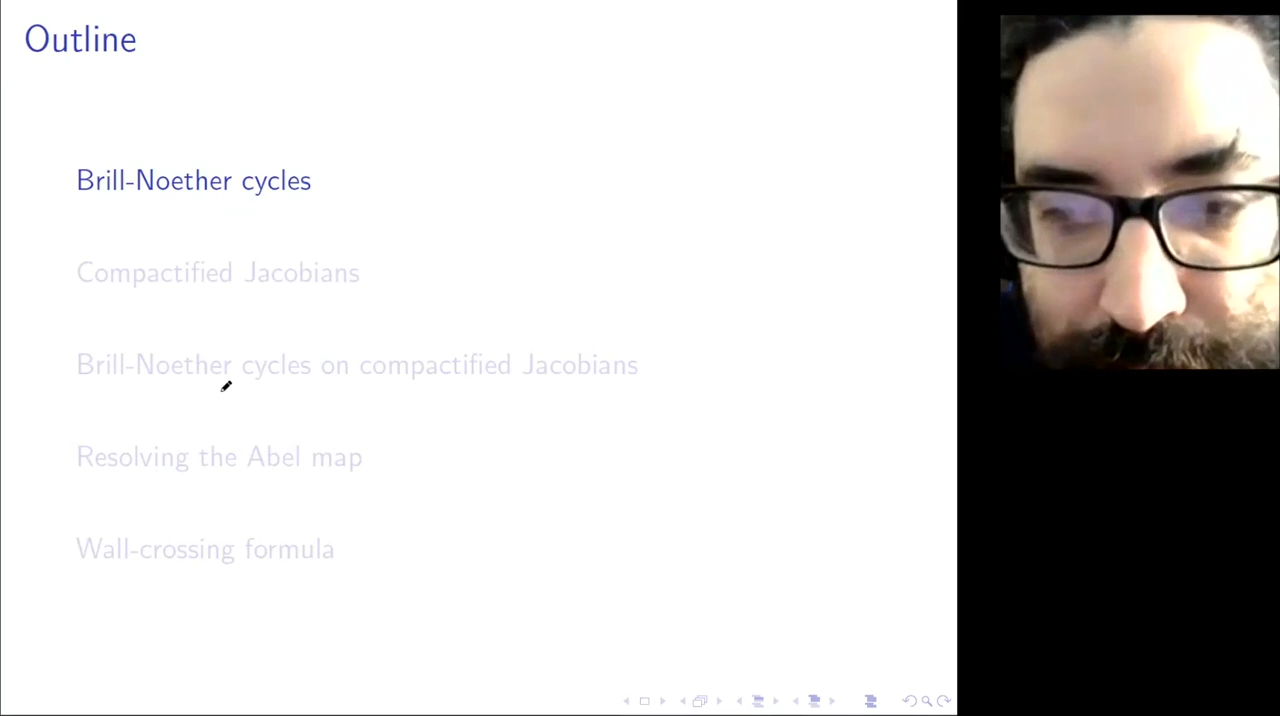 Outline
Brill-Noether cycles
Compactified Jacobians
Brill-Noether cycles on compactified Jacobians
Resolving the Abel map
Wall-crossing formula